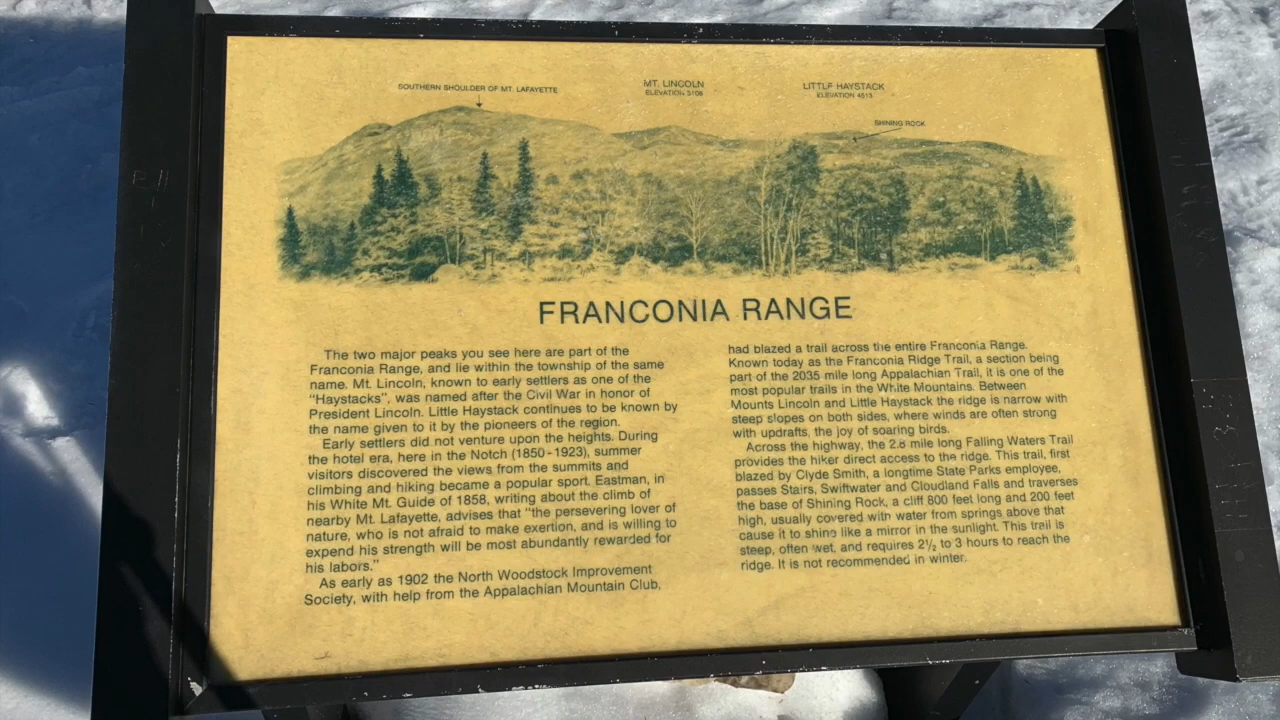 SOUTHERN SHOULDER OF MT. LAFAYETTE
MT. LINCOLN
ELEVATION 5108
LITTLE HAYSTACK
ELEVATION 4513
SHINING ROCK
FRANCONIA RANGE
The two major peaks you see here are part of the
Franconia Range, and lie within the township of the same
name. Mt. Lincoln, known to early settlers as one of the
"Haystacks", was named after the Civil War in honor of
President Lincoln. Little Haystack continues to be known by
the name given to it by the pioneers of the region.
Early settlers did not venture upon the heights. During
the hotel era, here in the Notch (1850-1923), summer
visitors discovered the views from the summits and
climbing and hiking became a popular sport. Eastman, in
his White Mt. Guide of 1858, writing about the climb of
nearby Mt. Lafayette, advises that "the persevering lover of
nature, who is not afraid to make exertion, and is willing to
expend his strength will be most abundantly rewarded for
his labors."
As early as 1902 the North Woodstock Improvement
Society, with help from the Appalachian Mountain Club,
had blazed a trail across the entire Franconia Range.
Known today as the Franconia Ridge Trail, a section being
part of the 2035 mile long Appalachian Trail, it is one of the
most popular trails in the White Mountains. Between
Mounts Lincoln and Little Haystack the ridge is narrow with
steep slopes on both sides, where winds are often strong
with updrafts, the joy of soaring birds.
Across the highway, the 2.8 mile long Falling Waters Trail
provides the hiker direct access to the ridge. This trail, first
blazed by Clyde Smith, a longtime State Parks employee,
passes Stairs, Swiftwater and Cloudland Falls and traverses
the base of Shining Rock, a cliff 800 feet long and 200 feet
high, usually covered with water from springs above that
cause it to shine like a mirror in the sunlight. This trail is
steep, often wet, and requires 2½ to 3 hours to reach the
ridge. It is not recommended in winter.